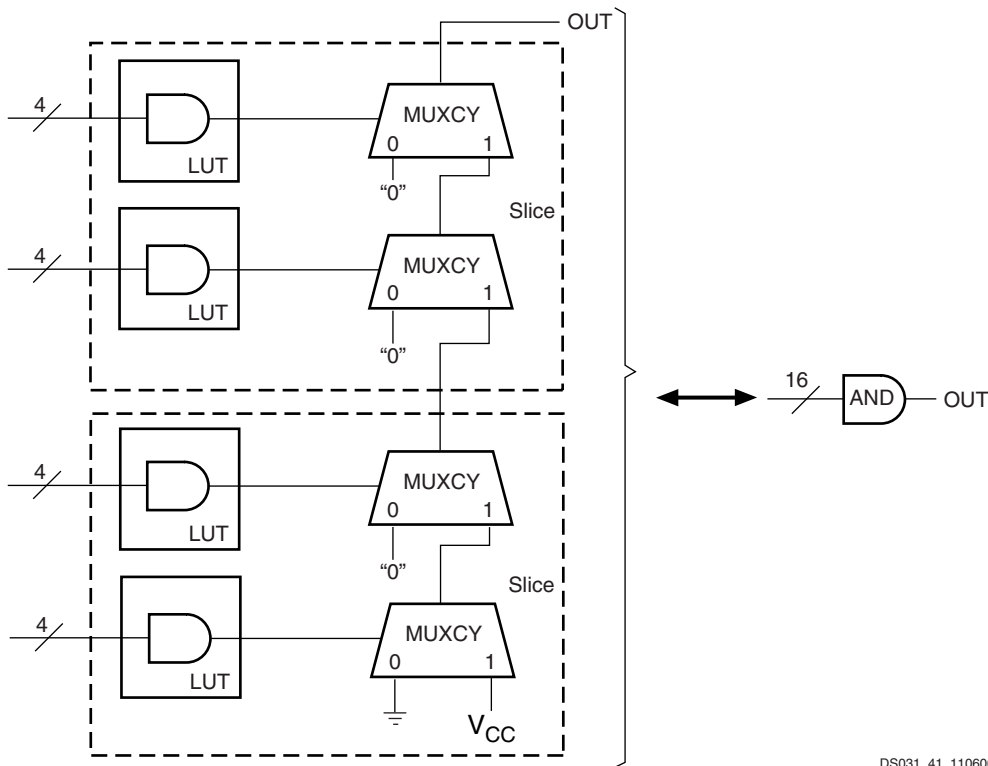 OUT
4
LUT
MUXCY
0 1
“0”
Slice
4
LUT
MUXCY
0 1
“0”
16
AND
OUT
4
LUT
MUXCY
0 1
“0”
Slice
4
LUT
MUXCY
0 1
VCC
DS031_41_110600